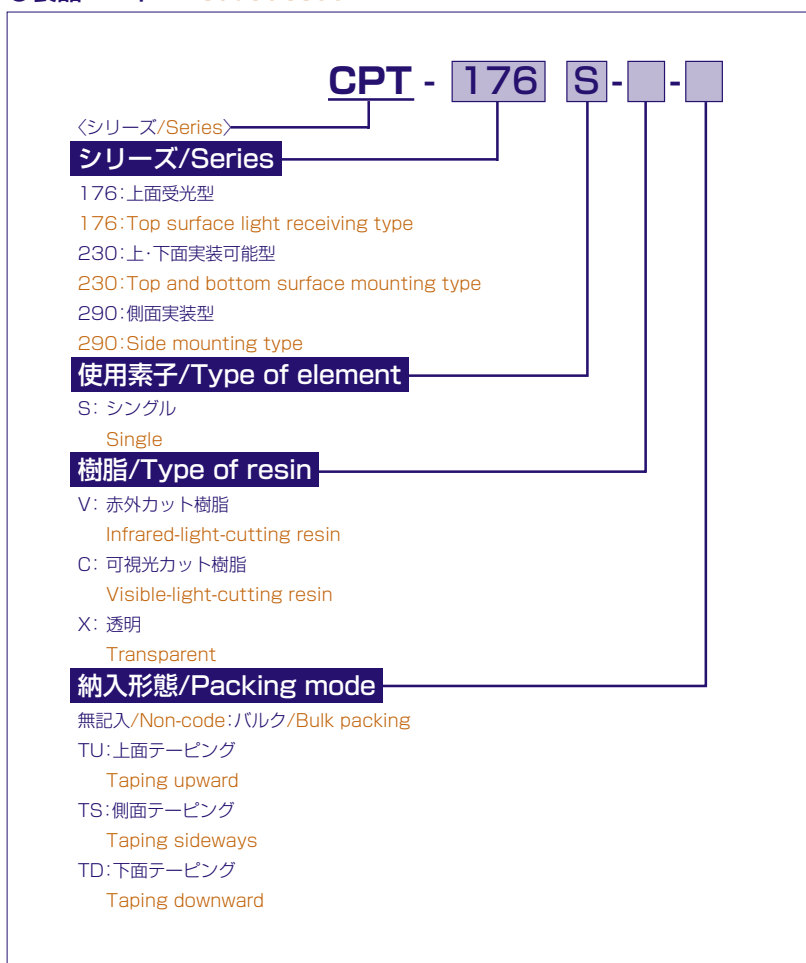 CPT - 176 S - -
〈シリーズ/Series〉
シリーズ/Series
176:上面受光型
176:Top surface light receiving type
230:上・下面実装可能型
230:Top and bottom surface mounting type
290:側面実装型
290:Side mounting type
使用素子/Type of element
S: シングル
Single
樹脂/Type of resin
V: 赤外カット樹脂
Infrared-light-cutting resin
C: 可視光カット樹脂
Visible-light-cutting resin
X: 透明
Transparent
納入形態/Packing mode
無記入/Non-code:バルク/Bulk packing
TU:上面テーピング
Taping upward
TS:側面テーピング
Taping sideways
TD:下面テーピング
Taping downward